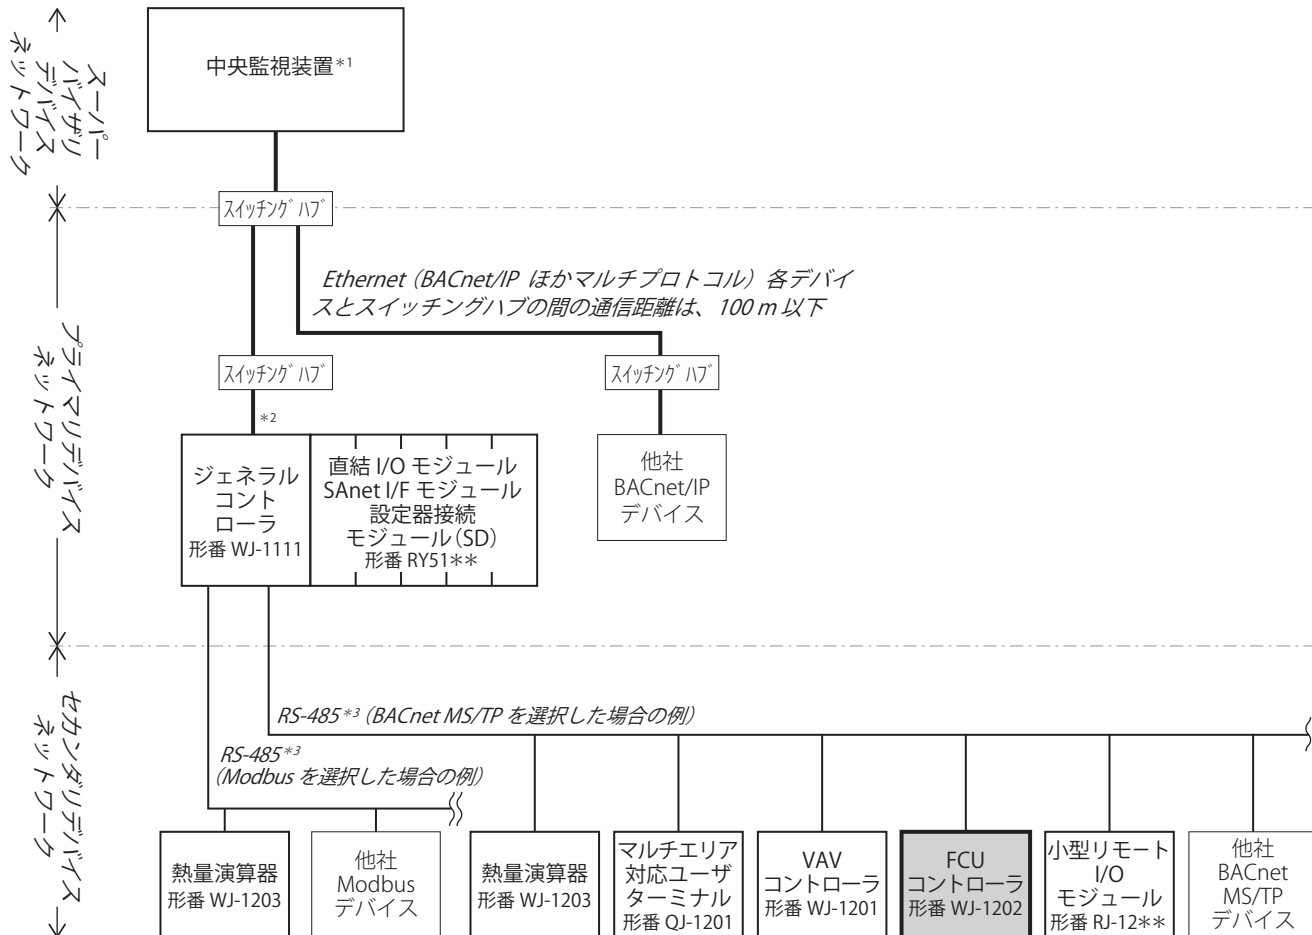 スーパー
バイザリ
デバイス
ネットワーク
中央監視装置*1
スイッチングハブ
Ethernet (BACnet/IP ほかマルチプロトコル) 各デバイ
スとスイッチングハブの間の通信距離は、100 m 以下
プライマリデバイス
ネットワーク
スイッチングハブ
スイッチングハブ
*2
ジェネラル
コント
ローラ
形番 WJ-1111
直結 I/O モジュール
SAnet I/F モジュール
設定器接続
モジュール(SD)
形番 RY51**
他社
BACnet/IP
デバイス
セカンダリデバイス
ネットワーク
RS-485*3 (BACnet MS/TP を選択した場合の例)
RS-485*3
(Modbus を選択した場合の例)
熱量演算器
形番 WJ-1203
他社
Modbus
デバイス
熱量演算器
形番 WJ-1203
マルチエリア
対応ユーザ
ターミナル
形番 QJ-1201
VAV
コントローラ
形番 WJ-1201
FCU
コントローラ
形番 WJ-1202
小型リモート
I/O
モジュール
形番 RJ-12**
他社
BACnet
MS/TP
デバイス